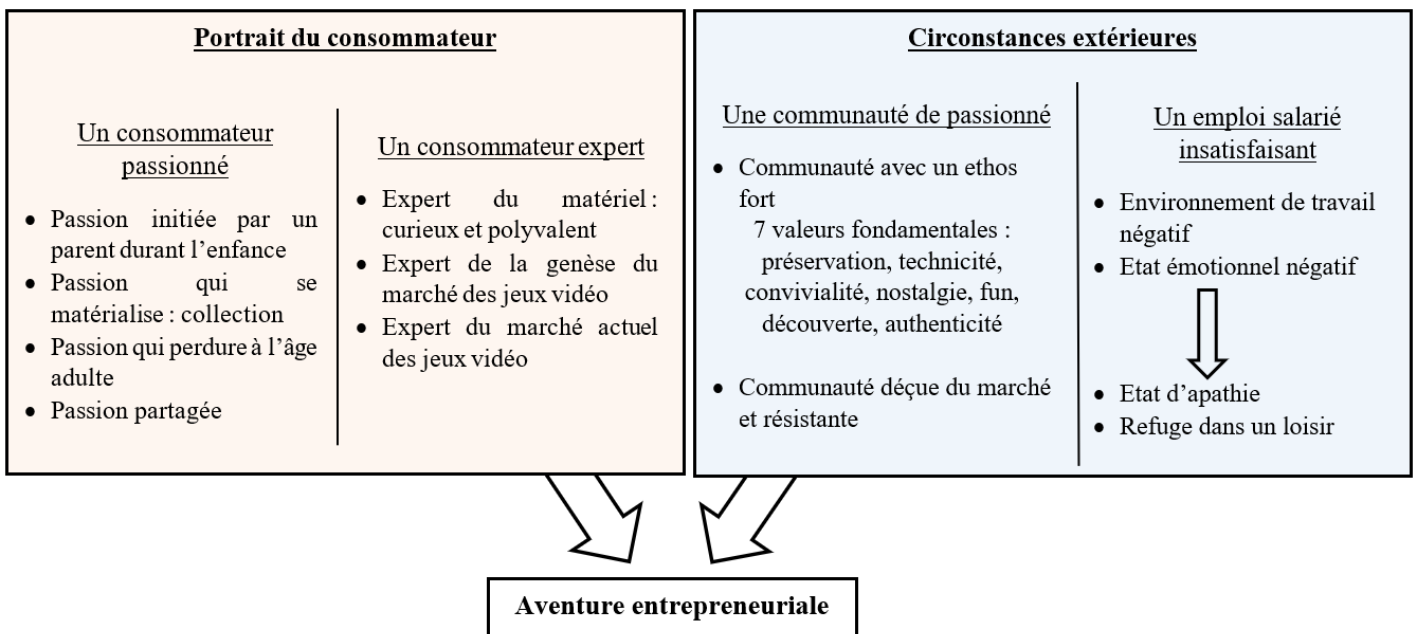 Portrait du consommateur
Un consommateur
passionné
• Passion initiée par un
parent durant l’enfance
• Passion qui se
matérialise : collection
• Passion qui perdure à l’âge
adulte
• Passion partagée
Un consommateur expert
• Expert du matériel :
curieux et polyvalent
• Expert de la genèse du
marché des jeux vidéo
• Expert du marché actuel
des jeux vidéo
Circonstances extérieures
Une communauté de passionné
• Communauté avec un ethos
fort
7 valeurs fondamentales :
préservation, technicité,
convivialité, nostalgie, fun,
découverte, authenticité
• Communauté déçue du marché
et résistante
Un emploi salarié
insatisfaisant
• Environnement de travail
négatif
• Etat émotionnel négatif
• Etat d’apathie
• Refuge dans un loisir
Aventure entrepreneuriale